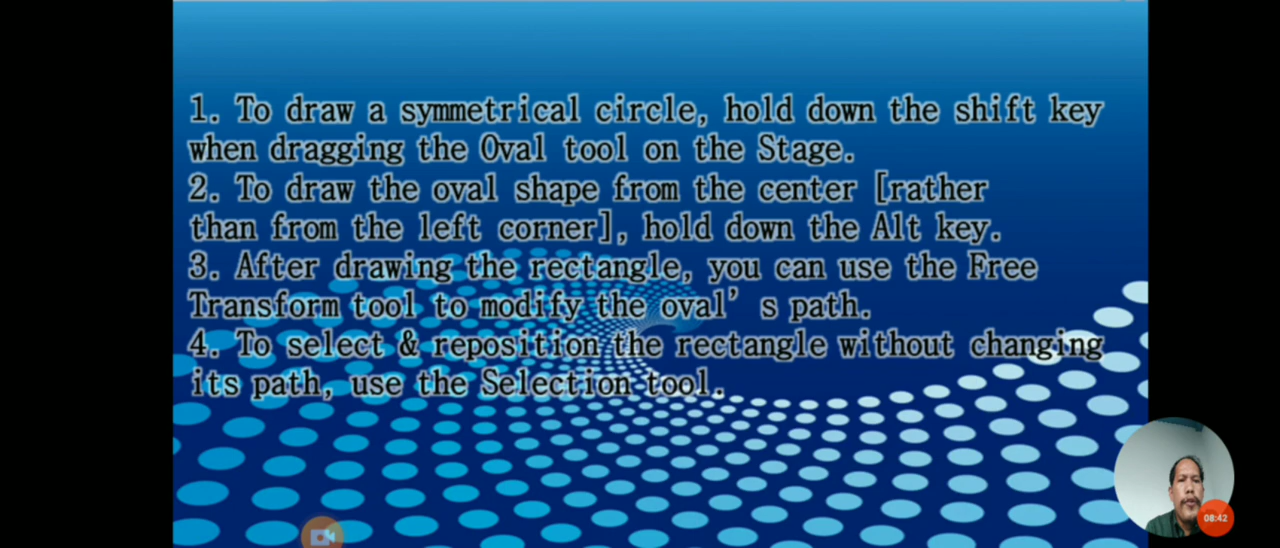 1. To draw a symmetrical circle, hold down the shift key
when dragging the Oval tool on the Stage.
2. To draw the oval shape from the center [rather
than from the left corner], hold down the Alt key.
3. After drawing the rectangle, you can use the Free
Transform tool to modify the oval’s path.
4. To select & reposition the rectangle without changing
its path, use the Selection tool.
08:42